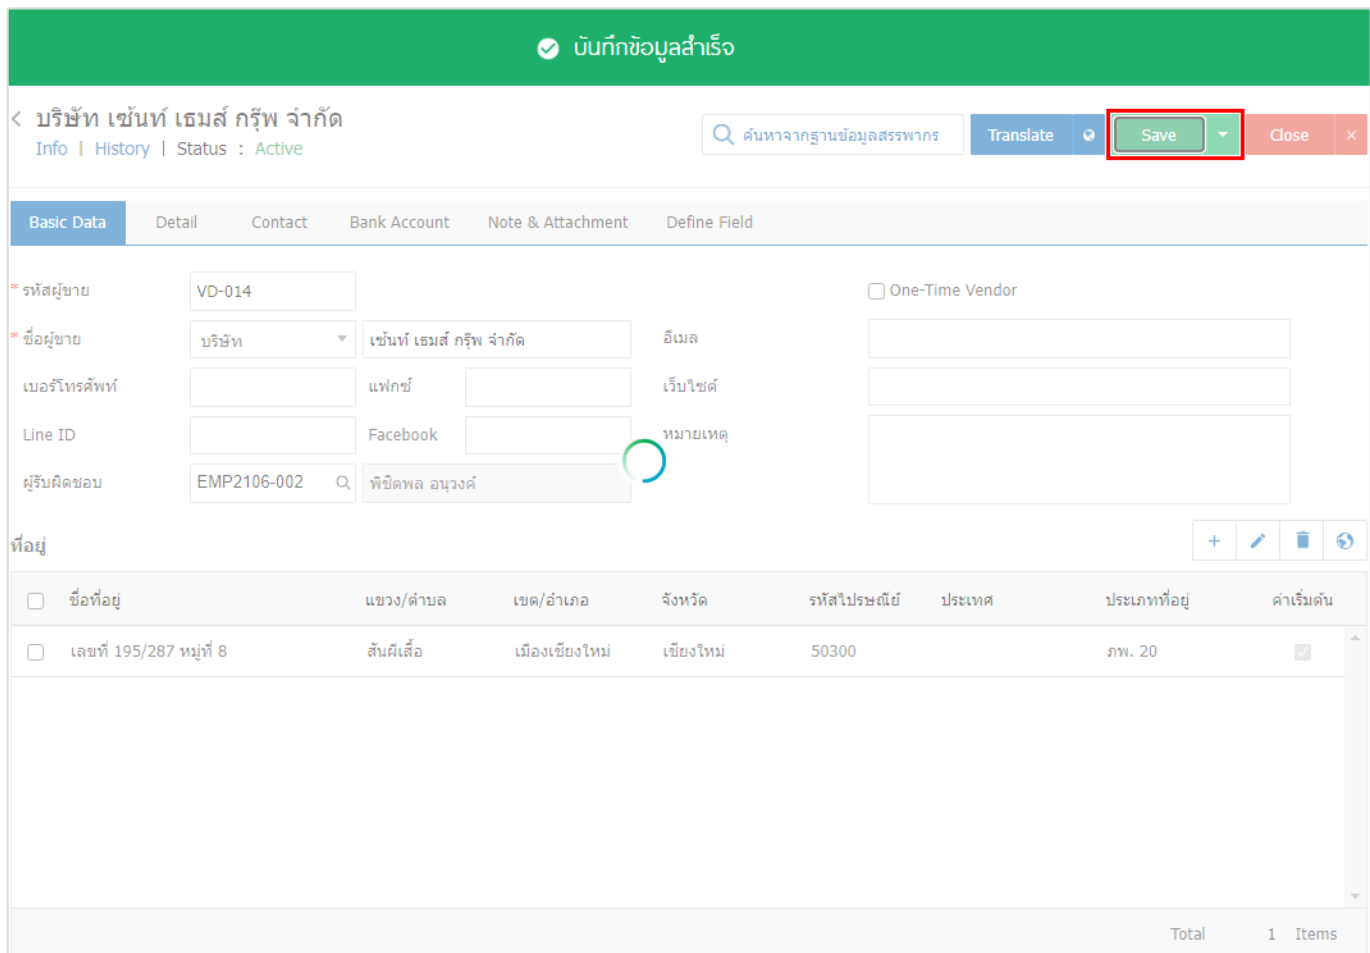 บันทึกข้อมูลสำเร็จ
บริษัท เซ้นท์ เธมส์ กรุ๊พ จำกัด
Info | History | Status : Active
ค้นหาจากฐานข้อมูลสรรพากร Translate Save Close ×
Basic Data Detail Contact Bank Account Note & Attachment Define Field
* รหัสผู้ขาย VD-014 One-Time Vendor
* ชื่อผู้ขาย บริษัท เซ้นท์ เธมส์ กรุ๊พ จำกัด อีเมล
เบอร์โทรศัพท์ แฟกซ์ เว็บไซต์
Line ID Facebook หมายเหตุ
ผู้รับผิดชอบ EMP2106-002 พิชิตพล อนุวงค์
ที่อยู่
ชื่อที่อยู่ แขวง/ตำบล เขต/อำเภอ จังหวัด รหัสไปรษณีย์ ประเทศ ประเภทที่อยู่ ค่าเริ่มต้น
เลขที่ 195/287 หมู่ที่ 8 สันผีเสื้อ เมืองเชียงใหม่ เชียงใหม่ 50300 ภพ. 20
Total 1 Items